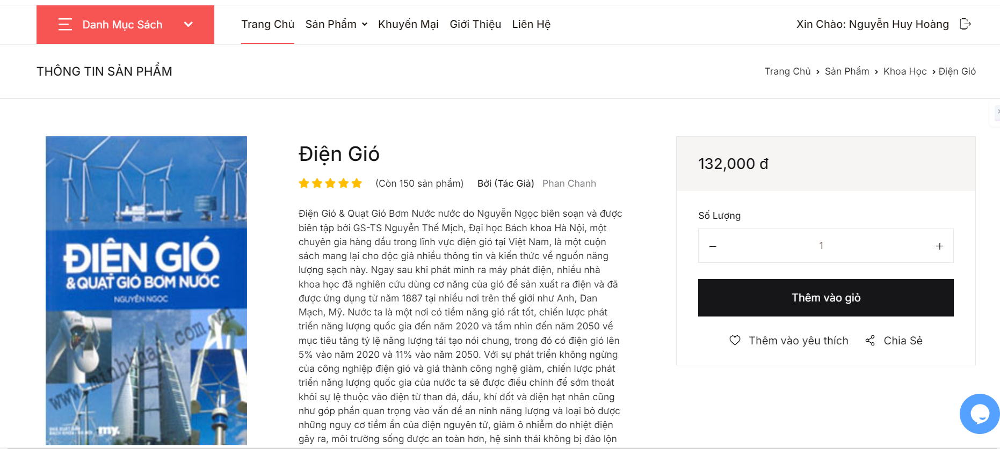 Danh Mục Sách
Trang Chủ Sản Phẩm Khuyến Mại Giới Thiệu Liên Hệ
Xin Chào: Nguyễn Huy Hoàng
THÔNG TIN SẢN PHẨM
Trang Chủ › Sản Phẩm › Khoa Học › Điện Gió
ĐIỆN GIÓ
& QUẠT GIÓ BƠM NƯỚC
NGUYỄN NGỌC
www.minhkhai.com.vn
my.
Điện Gió
(Còn 150 sản phẩm) Bởi (Tác Giả) Phan Chanh
Điện Gió & Quạt Gió Bơm Nước nước do Nguyễn Ngọc biên soạn và được
biên tập bởi GS-TS Nguyễn Thế Mịch, Đại học Bách khoa Hà Nội, một
chuyên gia hàng đầu trong lĩnh vực điện gió tại Việt Nam, là một cuộn
sách mang lại cho độc giả nhiều thông tin và kiến thức về nguồn năng
lượng sạch này. Ngay sau khi phát minh ra máy phát điện, nhiều nhà
khoa học đã nghiên cứu dùng cơ năng của gió để sản xuất ra điện và đã
được ứng dụng từ năm 1887 tại nhiều nơi trên thế giới như Anh, Đan
Mạch, Mỹ. Nước ta là một nơi có tiềm năng gió rất tốt, chiến lược phát
triển năng lượng quốc gia đến năm 2020 và tầm nhìn đến năm 2050 về
mục tiêu tăng tỷ lệ năng lượng tái tạo nói chung, trong đó có điện gió lên
5% vào năm 2020 và 11% vào năm 2050. Với sự phát triển không ngừng
của công nghiệp điện gió và giá thành công nghệ giảm, chiến lược phát
triển năng lượng quốc gia của nước ta sẽ được điều chỉnh để sớm thoát
khỏi sự lệ thuộc vào điện từ than đá, dầu, khí đốt và điện hạt nhân cũng
như góp phần quan trọng vào vấn đề an ninh năng lượng và loại bỏ được
những nguy cơ tiềm ẩn của điện nguyên tử, giảm ô nhiễm do nhiệt điện
gây ra, môi trường sống được an toàn hơn, hệ sinh thái không bị đảo lộn
132,000 đ
Số Lượng
1
Thêm vào giỏ
Thêm vào yêu thích Chia Sẻ